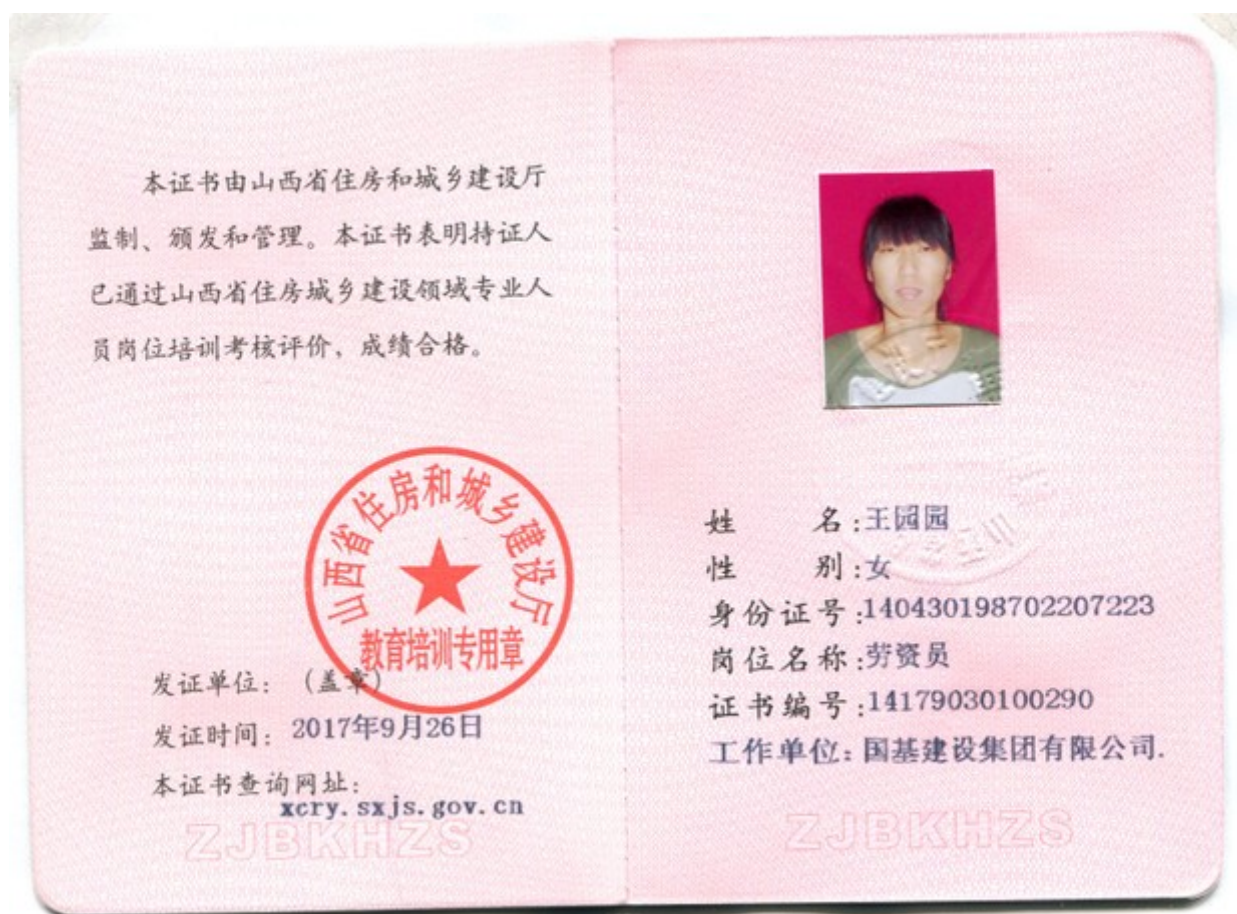 本证书由山西省住房和城乡建设厅
监制、颁发和管理。本证书表明持证人
已通过山西省住房城乡建设领域专业人
员岗位培训考核评价，成绩合格。
山西省住房和城乡建设厅
教育培训专用章
发证单位：（盖章）
发证时间：2017年9月26日
本证书查询网址：
xcry.sxjs.gov.cn
ZJBKHZS
姓 名：王园园
性 别：女
身份证号：140430198702207223
岗位名称：劳资员
证书编号：14179030100290
工作单位：国基建设集团有限公司.
ZJBKHZS